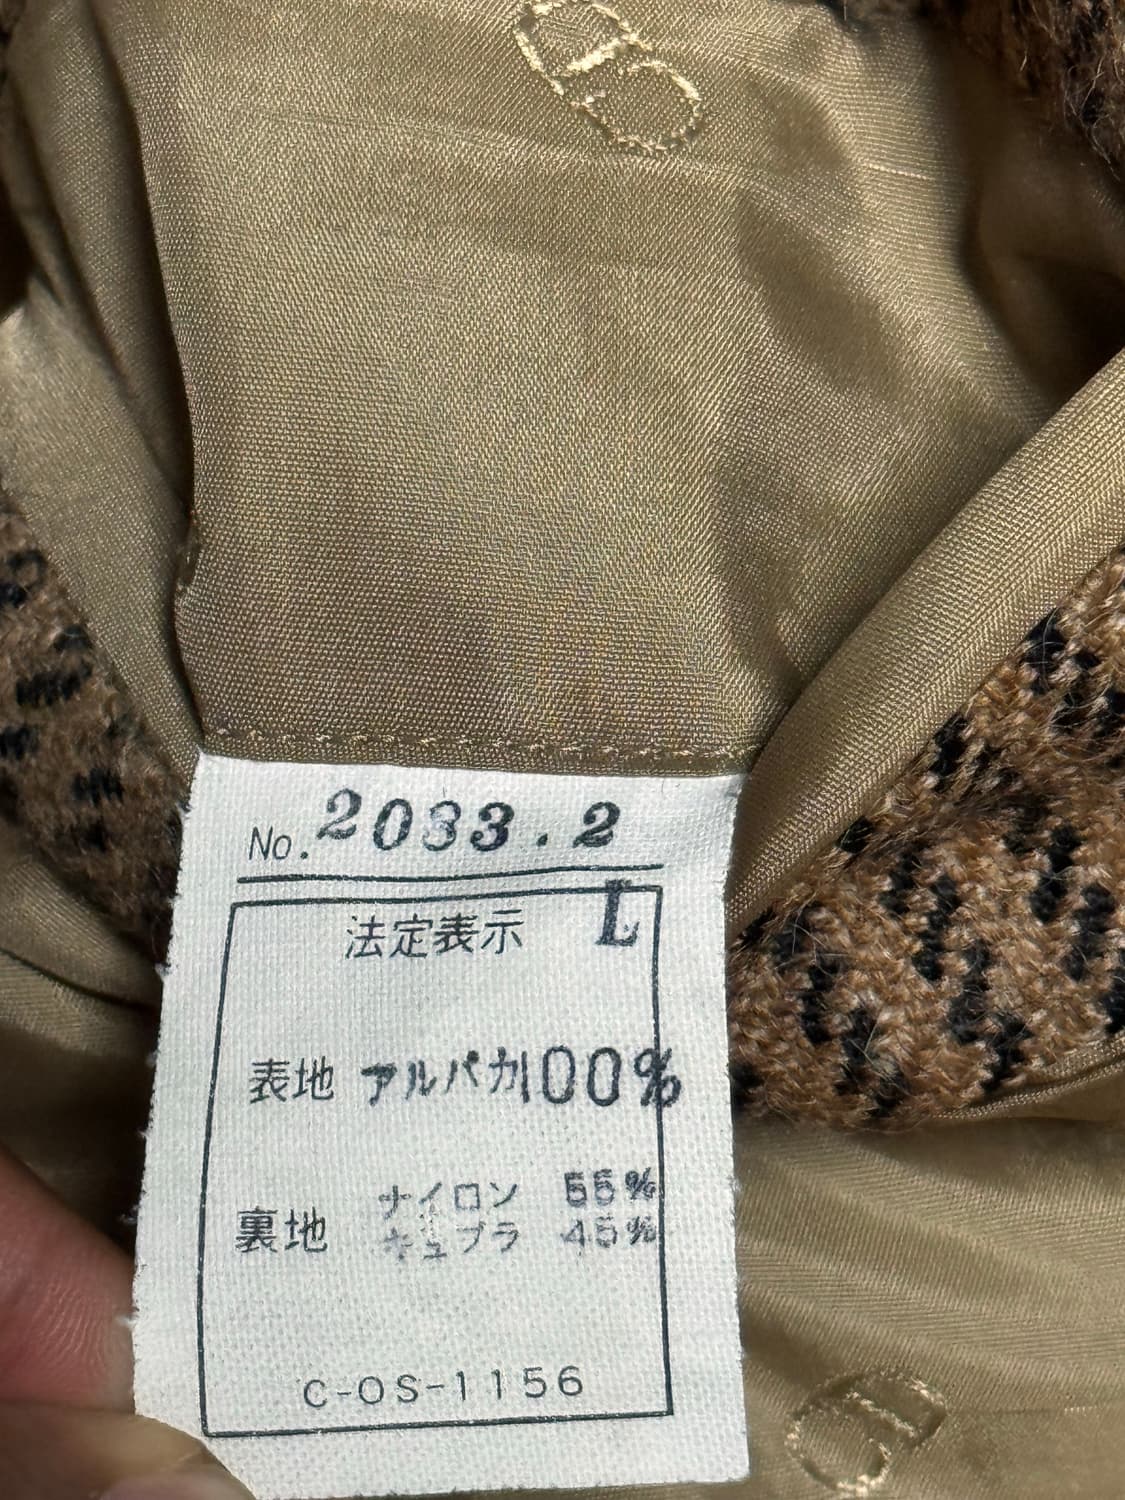 No. 2033.2
法定表示 L
表地 アルパカ100%
裏地 ナイロン 55%
キュプラ 45%
C-OS-1156